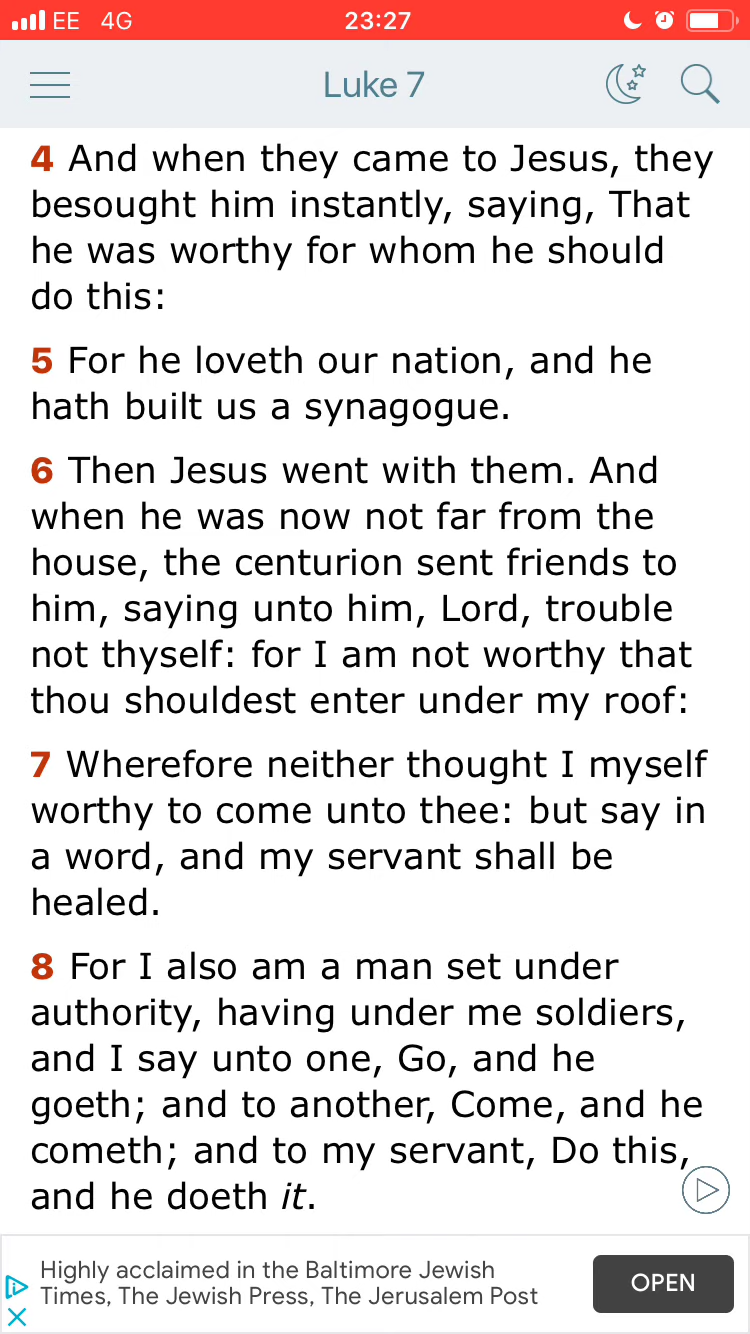 EE 4G 23:27
Luke 7
4 And when they came to Jesus, they
besought him instantly, saying, That
he was worthy for whom he should
do this:
5 For he loveth our nation, and he
hath built us a synagogue.
6 Then Jesus went with them. And
when he was now not far from the
house, the centurion sent friends to
him, saying unto him, Lord, trouble
not thyself: for I am not worthy that
thou shouldest enter under my roof:
7 Wherefore neither thought I myself
worthy to come unto thee: but say in
a word, and my servant shall be
healed.
8 For I also am a man set under
authority, having under me soldiers,
and I say unto one, Go, and he
goeth; and to another, Come, and he
cometh; and to my servant, Do this,
and he doeth it.
Highly acclaimed in the Baltimore Jewish
Times, The Jewish Press, The Jerusalem Post
OPEN